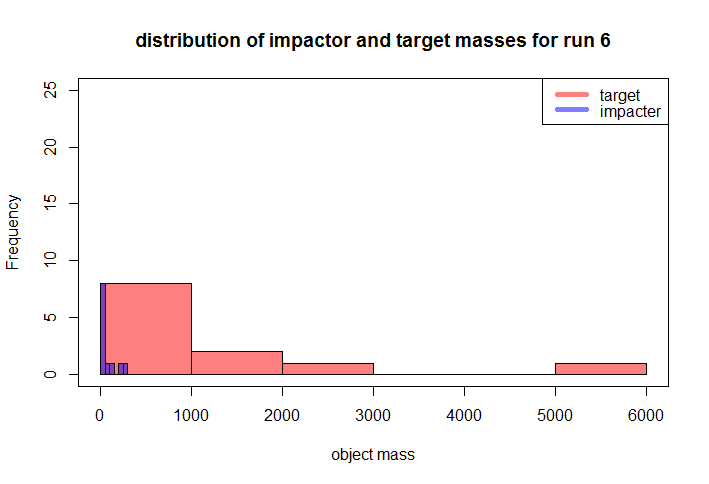 distribution of impactor and target masses for run 6
target
impacter
Frequency
25
20
15
10
5
0
0 1000 2000 3000 4000 5000 6000
object mass